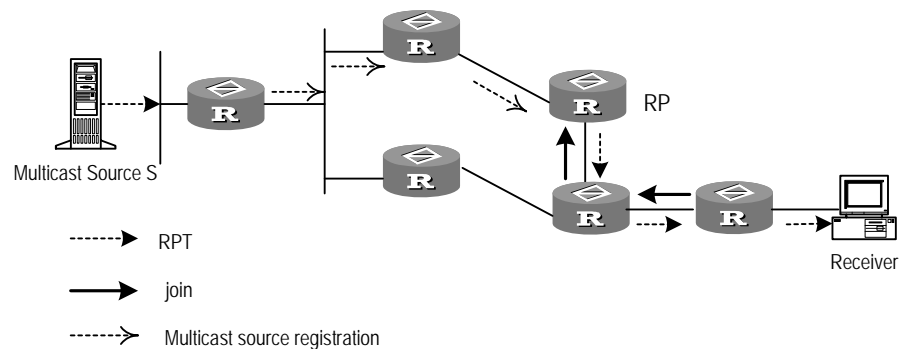 R
R
R
RP
R
R
R
Multicast Source S
Receiver
RPT
join
Multicast source registration